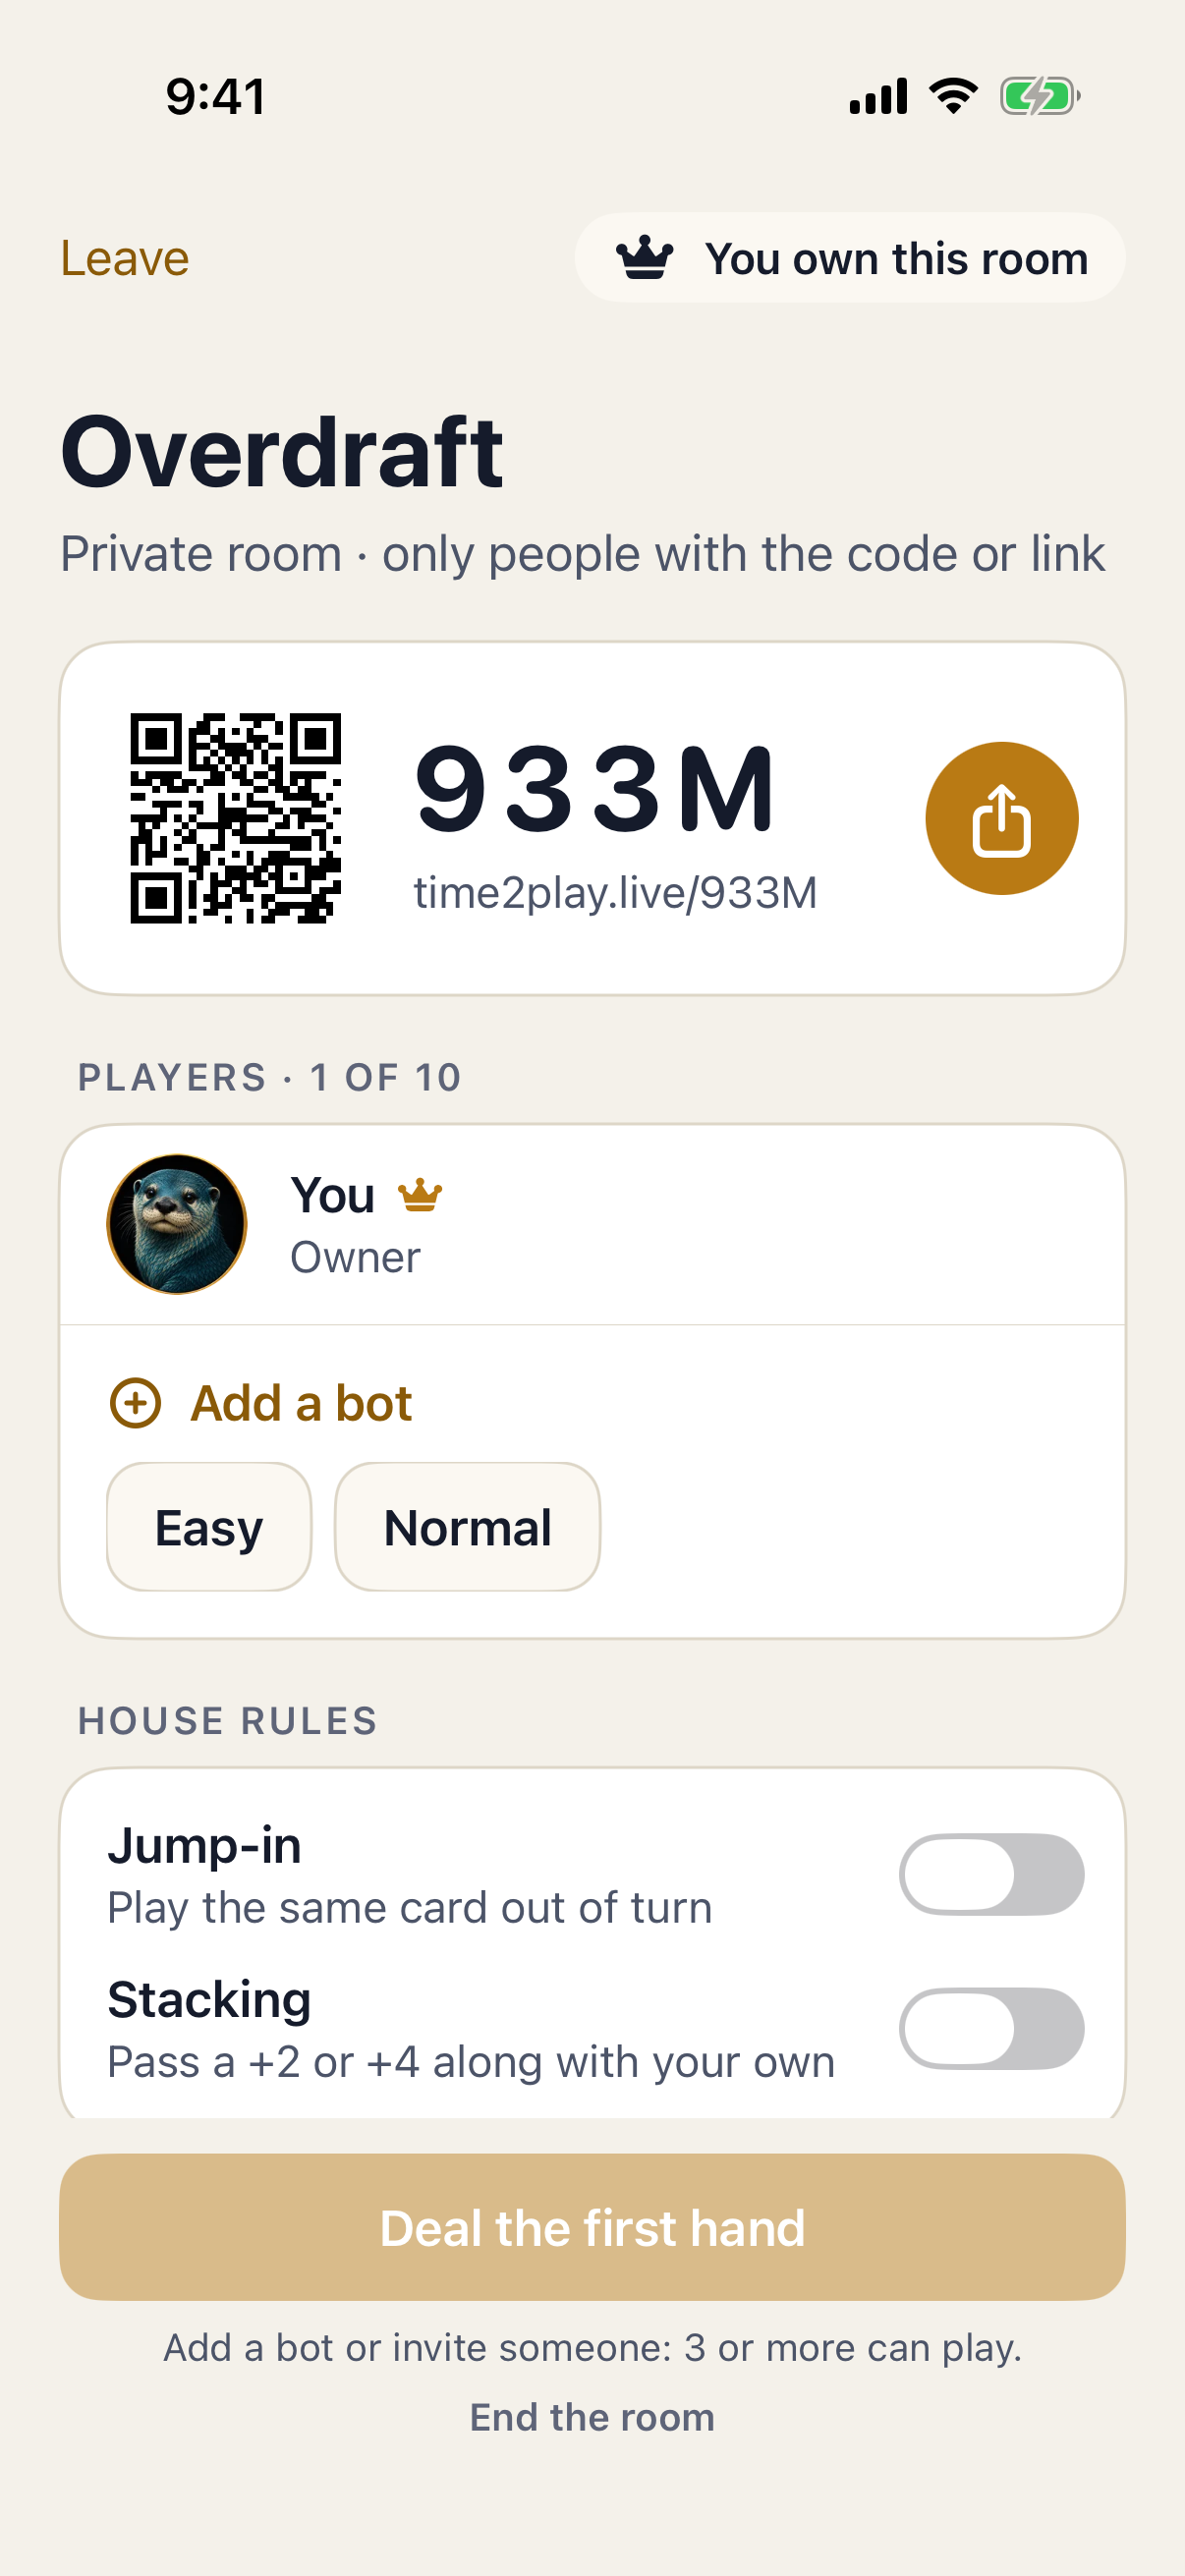 9:41
Leave
You own this room
Overdraft
Private room · only people with the code or link
933M
time2play.live/933M
PLAYERS · 1 OF 10
You
Owner
Add a bot
Easy
Normal
HOUSE RULES
Jump-in
Play the same card out of turn
Stacking
Pass a +2 or +4 along with your own
Deal the first hand
Add a bot or invite someone: 3 or more can play.
End the room